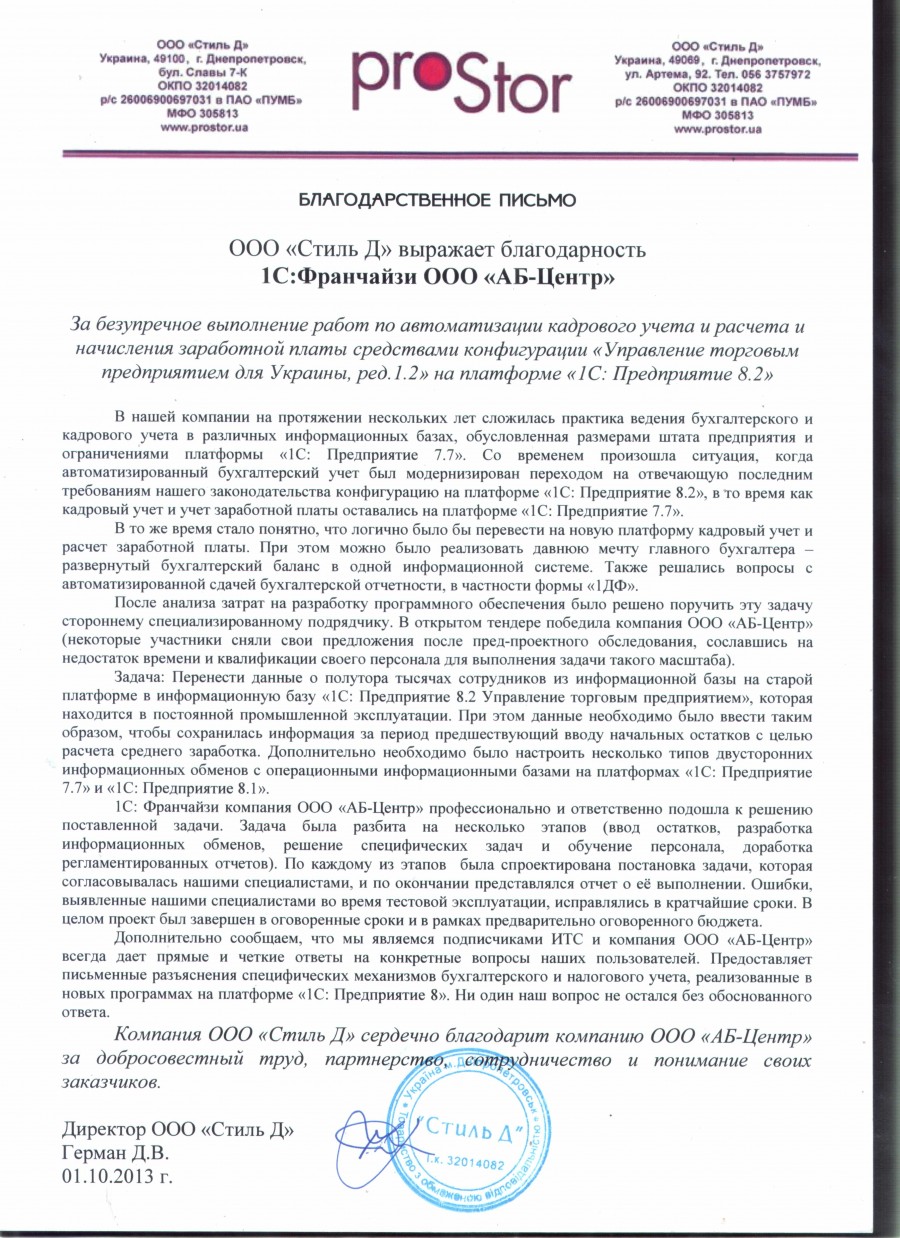 ООО «Стиль Д»
Украина, 49100, г. Днепропетровск,
бул. Славы 7-К
ОКПО 32014082
р/с 26006900697031 в ПАО «ПУМБ»
МФО 305813
www.prostor.ua
proStor
ООО «Стиль Д»
Украина, 49069, г. Днепропетровск,
ул. Артема, 92. Тел. 056 3757972
ОКПО 32014082
р/с 26006900697031 в ПАО «ПУМБ»
МФО 305813
www.prostor.ua
БЛАГОДАРСТВЕННОЕ ПИСЬМО
ООО «Стиль Д» выражает благодарность
1С:Франчайзи ООО «АБ-Центр»
За безупречное выполнение работ по автоматизации кадрового учета и расчета и
начисления заработной платы средствами конфигурации «Управление торговым
предприятием для Украины, ред.1.2» на платформе «1С: Предприятие 8.2»
В нашей компании на протяжении нескольких лет сложилась практика ведения бухгалтерского и
кадрового учета в различных информационных базах, обусловленная размерами штата предприятия и
ограничениями платформы «1С: Предприятие 7.7». Со временем произошла ситуация, когда
автоматизированный бухгалтерский учет был модернизирован переходом на отвечающую последним
требованиям нашего законодательства конфигурацию на платформе «1С: Предприятие 8.2», в то время как
кадровый учет и учет заработной платы оставались на платформе «1С: Предприятие 7.7».
В то же время стало понятно, что логично было бы перевести на новую платформу кадровый учет и
расчет заработной платы. При этом можно было реализовать давнюю мечту главного бухгалтера –
развернутый бухгалтерский баланс в одной информационной системе. Также решались вопросы с
автоматизированной сдачей бухгалтерской отчетности, в частности формы «1ДФ».
После анализа затрат на разработку программного обеспечения было решено поручить эту задачу
стороннему специализированному подрядчику. В открытом тендере победила компания ООО «АБ-Центр»
(некоторые участники сняли свои предложения после пред-проектного обследования, сославшись на
недостаток времени и квалификации своего персонала для выполнения задачи такого масштаба).
Задача: Перенести данные о полутора тысячах сотрудников из информационной базы на старой
платформе в информационную базу «1С: Предприятие 8.2 Управление торговым предприятием», которая
находится в постоянной промышленной эксплуатации. При этом данные необходимо было ввести таким
образом, чтобы сохранилась информация за период предшествующий вводу начальных остатков с целью
расчета среднего заработка. Дополнительно необходимо было настроить несколько типов двусторонних
информационных обменов с операционными информационными базами на платформах «1С: Предприятие
7.7» и «1С: Предприятие 8.1».
1С: Франчайзи компания ООО «АБ-Центр» профессионально и ответственно подошла к решению
поставленной задачи. Задача была разбита на несколько этапов (ввод остатков, разработка
информационных обменов, решение специфических задач и обучение персонала, доработка
регламентированных отчетов). По каждому из этапов была спроектирована постановка задачи, которая
согласовывалась нашими специалистами, и по окончании представлялся отчет о её выполнении. Ошибки,
выявленные нашими специалистами во время тестовой эксплуатации, исправлялись в кратчайшие сроки. В
целом проект был завершен в оговоренные сроки и в рамках предварительно оговоренного бюджета.
Дополнительно сообщаем, что мы являемся подписчиками ИТС и компания ООО «АБ-Центр»
всегда дает прямые и четкие ответы на конкретные вопросы наших пользователей. Предоставляет
письменные разъяснения специфических механизмов бухгалтерского и налогового учета, реализованные в
новых программах на платформе «1С: Предприятие 8». Ни один наш вопрос не остался без обоснованного
ответа.
Компания ООО «Стиль Д» сердечно благодарит компанию ООО «АБ-Центр»
за добросовестный труд, партнерство, сотрудничество и понимание своих
заказчиков.
Директор ООО «Стиль Д»
Герман Д.В.
01.10.2013 г.
Україна м.Дніпропетровськ
"Стиль Д"
і.к. 32014082
Товариство з обмеженою відповідальністю